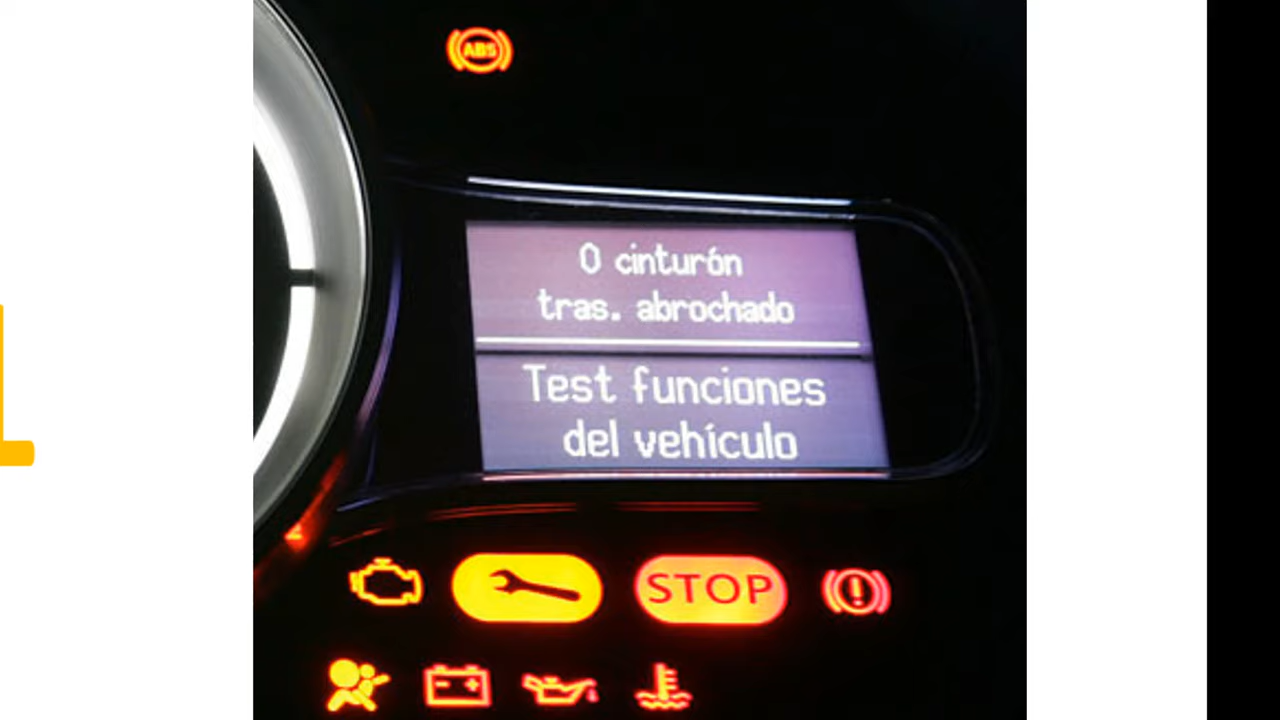 ABS
0 cinturón
tras. abrochado
Test funciones
del vehículo
STOP